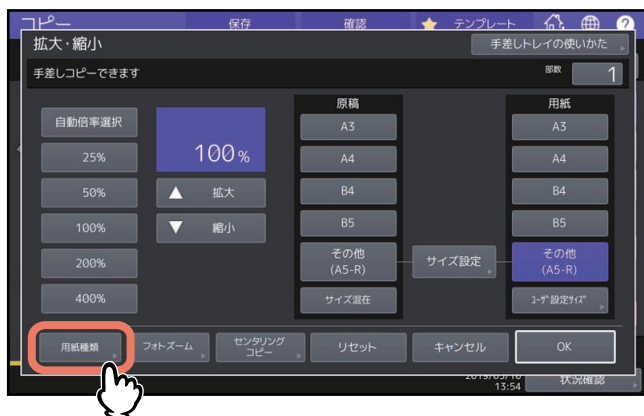 コピー 保存 確認 テンプレート
拡大・縮小 手差しトレイの使いかた
手差しコピーできます 部数 1
原稿 用紙
自動倍率選択 A3 A3
25% 100% A4 A4
50% 拡大 B4 B4
100% 縮小 B5 B5
200% その他 サイズ設定 その他
(A5-R) (A5-R)
400% サイズ混在 ﾕｰｻﾞ設定ｻｲｽﾞ
用紙種類 フォトズーム センタリング リセット キャンセル OK
コピー
13:54 状況確認